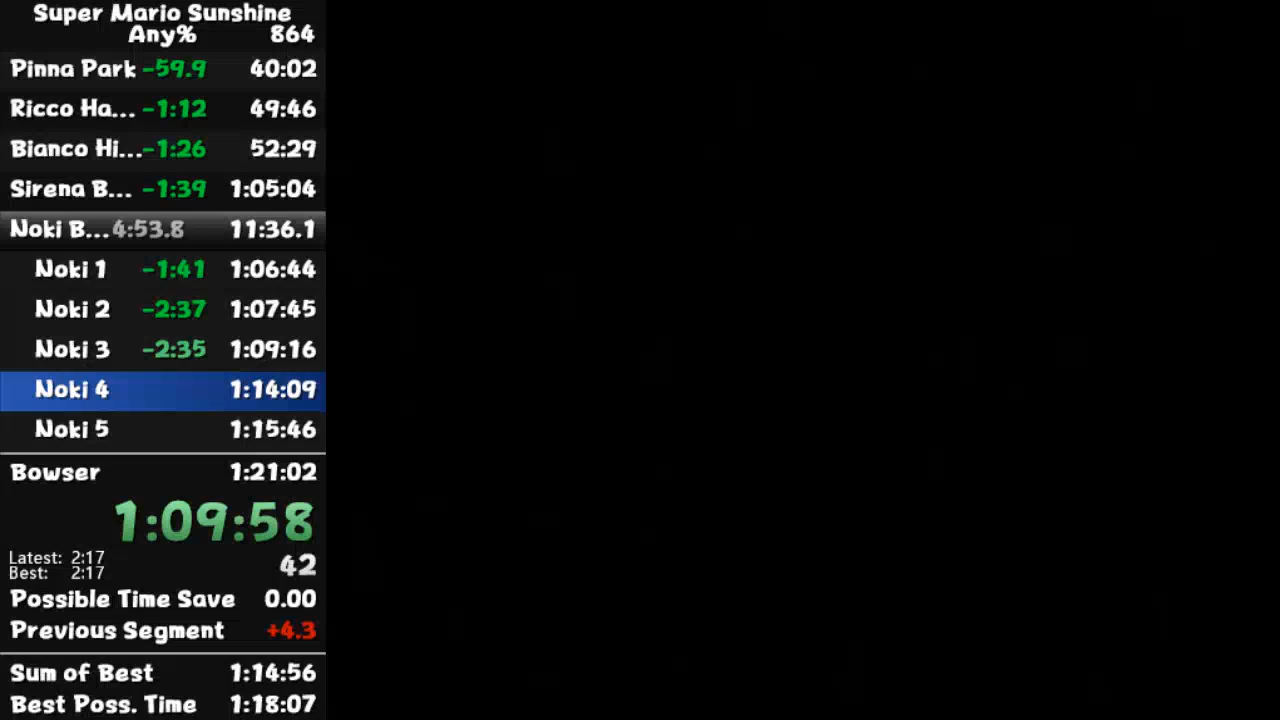 Super Mario Sunshine
Any% 864
Pinna Park -59.9 40:02
Ricco Ha... -1:12 49:46
Bianco Hi... -1:26 52:29
Sirena B... -1:39 1:05:04
Noki B... 4:53.8 11:36.1
Noki 1 -1:41 1:06:44
Noki 2 -2:37 1:07:45
Noki 3 -2:35 1:09:16
Noki 4 1:14:09
Noki 5 1:15:46
Bowser 1:21:02
1:09:58
Latest: 2:17
Best: 2:17
42
Possible Time Save 0.00
Previous Segment +4.3
Sum of Best 1:14:56
Best Poss. Time 1:18:07